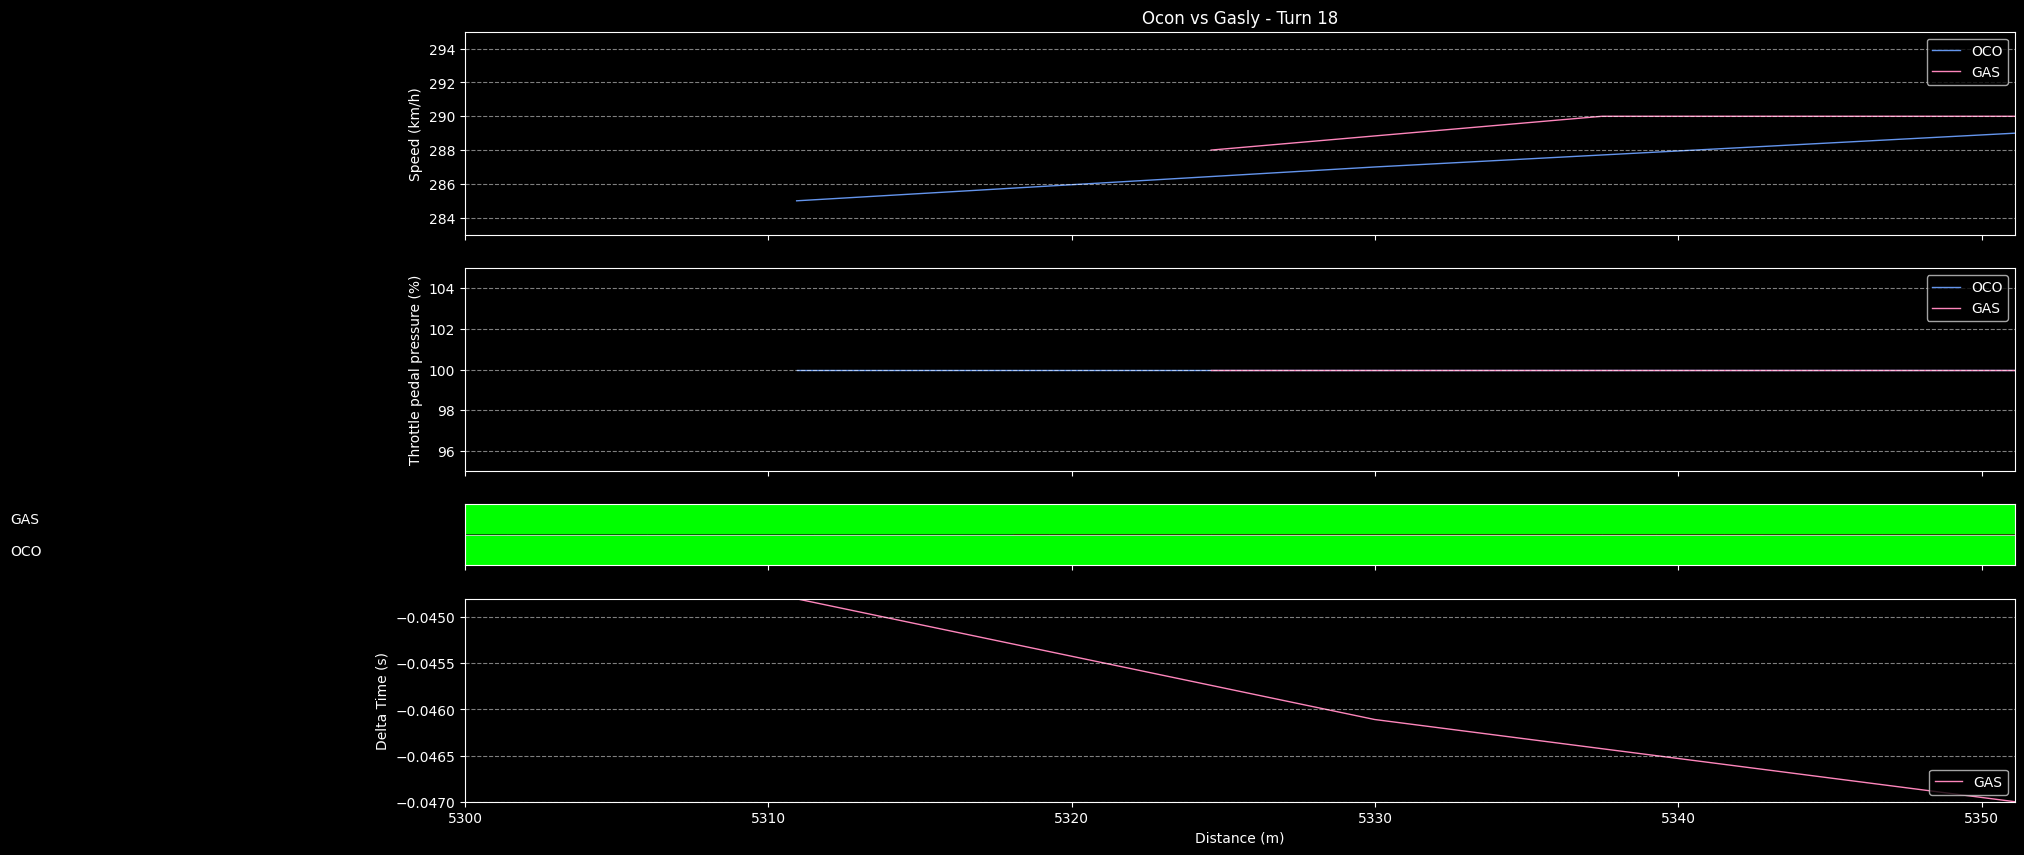 Ocon vs Gasly - Turn 18
Speed (km/h)
294
292
290
288
286
284
OCO
GAS
Throttle pedal pressure (%)
104
102
100
98
96
OCO
GAS
GAS
OCO
Delta Time (s)
−0.0450
−0.0455
−0.0460
−0.0465
−0.0470
GAS
5300 5310 5320 5330 5340 5350
Distance (m)